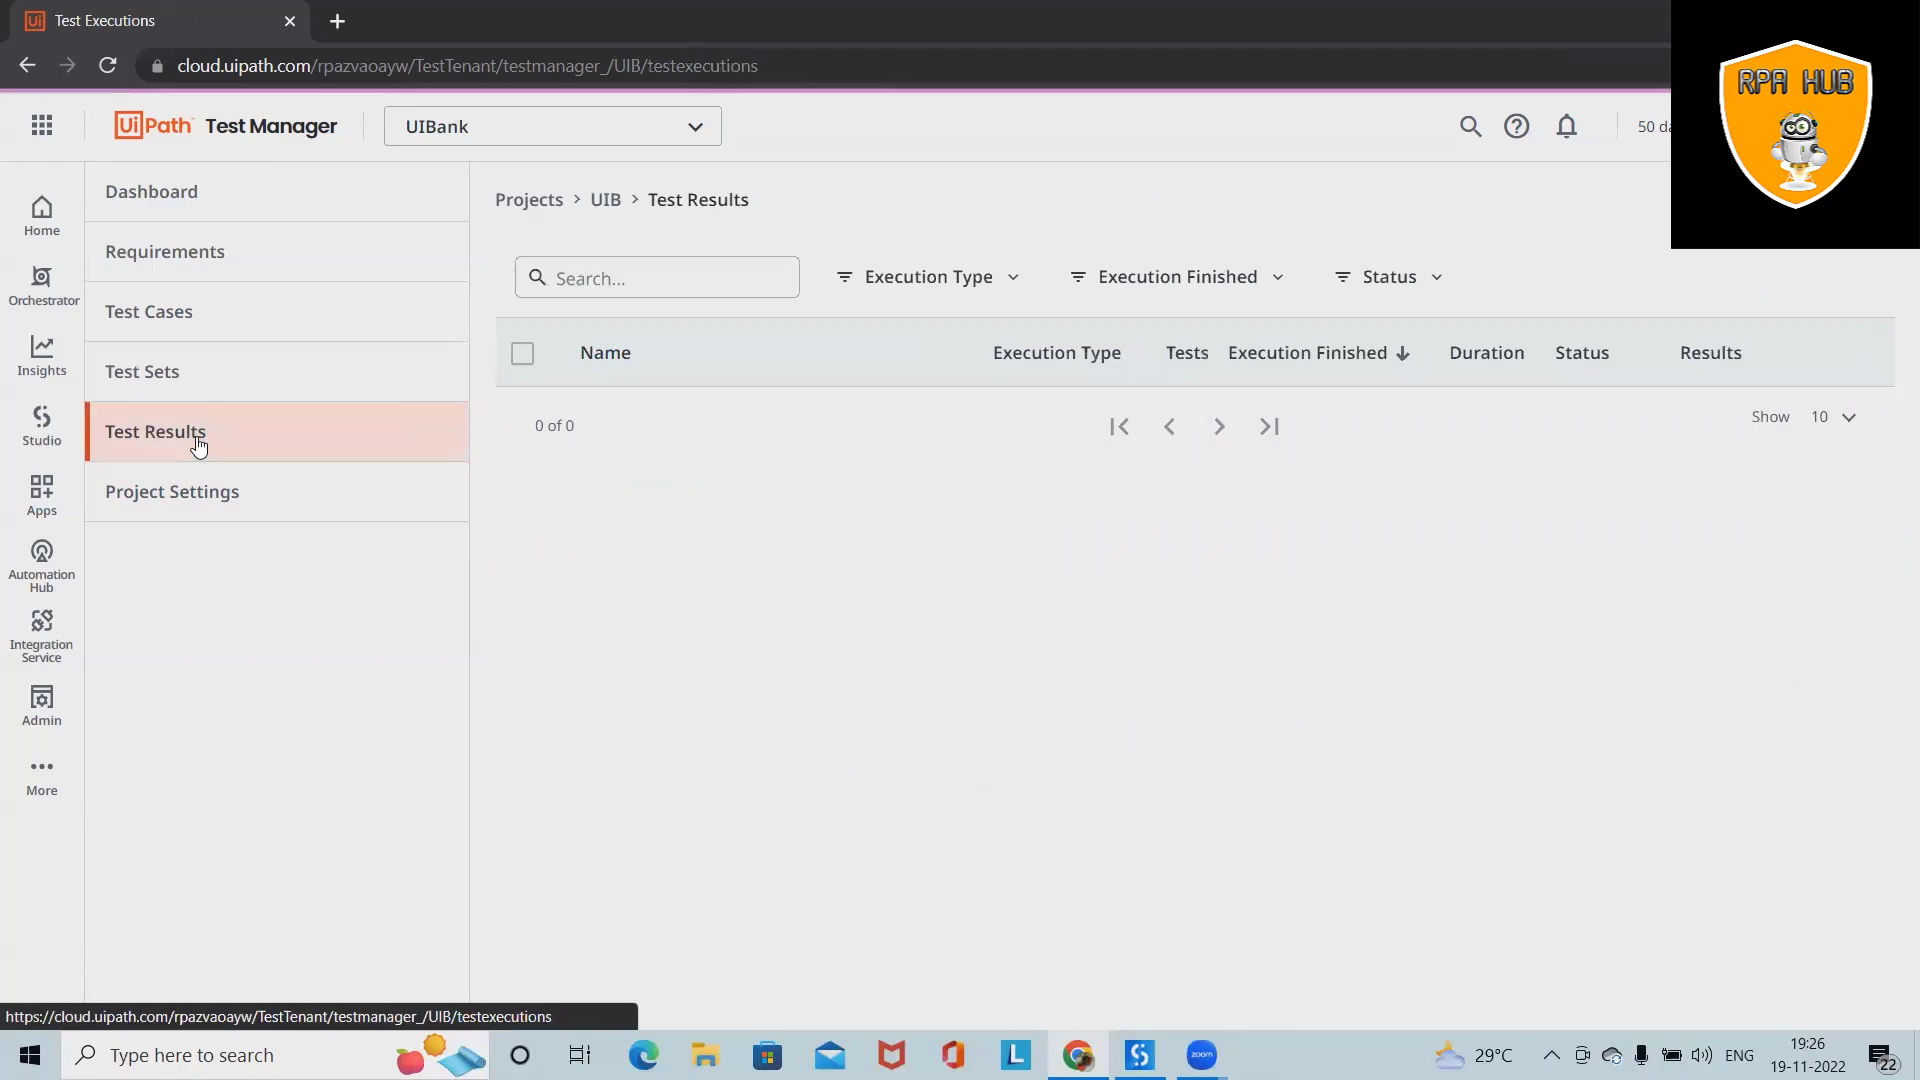 Test Executions
cloud.uipath.com/rpazvaoayw/TestTenant/testmanager_/UIB/testexecutions
RPA HUB
UiPath Test Manager
UIBank
50 da
Home
Orchestrator
Insights
Studio
Apps
Automation
Hub
Integration
Service
Admin
More
Dashboard
Requirements
Test Cases
Test Sets
Test Results
Project Settings
Projects > UIB > Test Results
Search...
Execution Type
Execution Finished
Status
Name
Execution Type
Tests
Execution Finished
Duration
Status
Results
0 of 0
Show 10
https://cloud.uipath.com/rpazvaoayw/TestTenant/testmanager_/UIB/testexecutions
Type here to search
L
zoom
29°C
ENG
19:26
19-11-2022
22